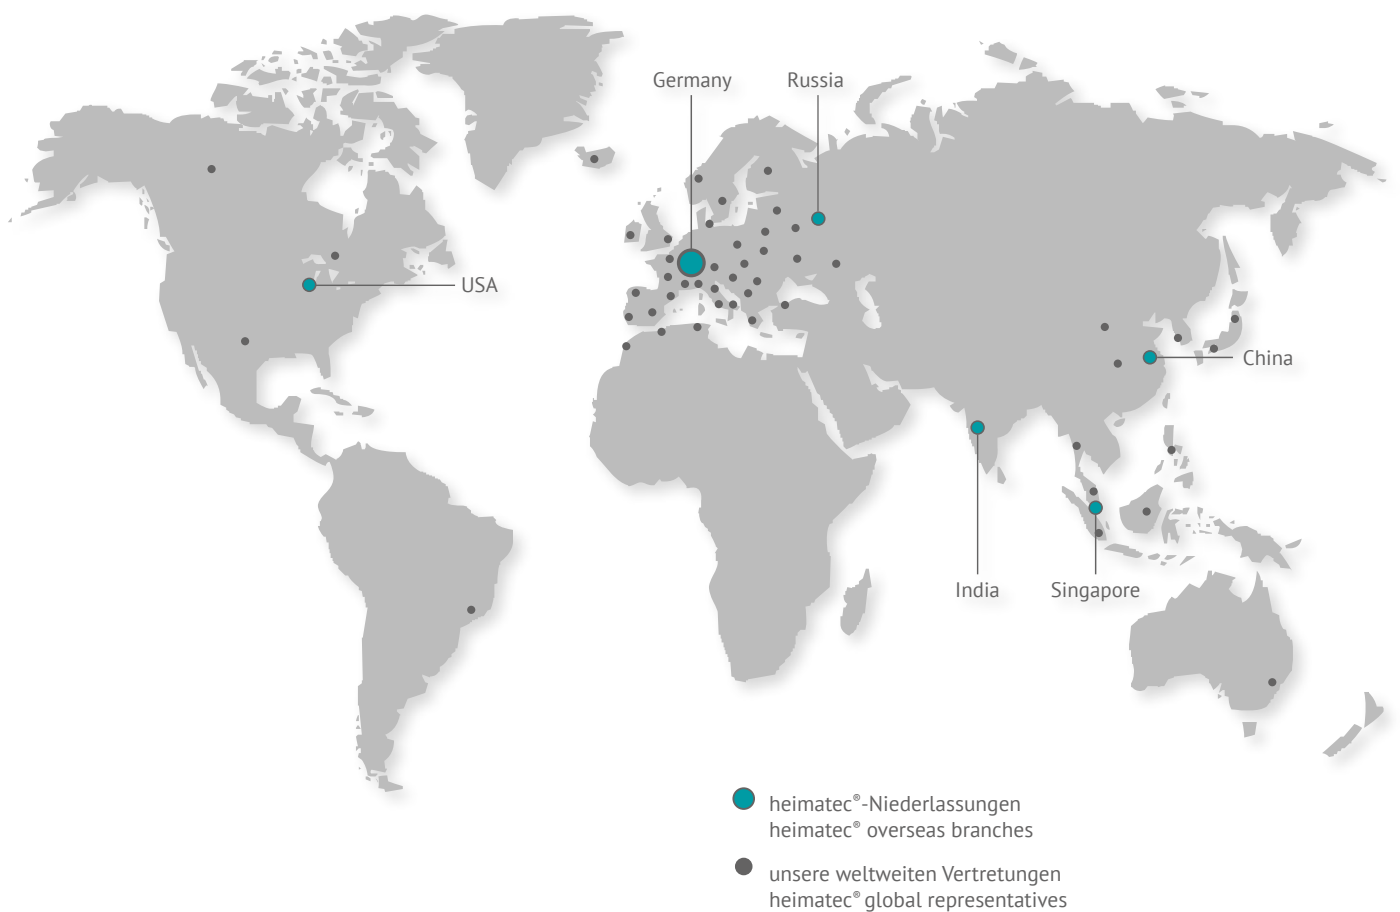 Germany
Russia
USA
China
India
Singapore
heimatec®-Niederlassungen
heimatec® overseas branches
unsere weltweiten Vertretungen
heimatec® global representatives